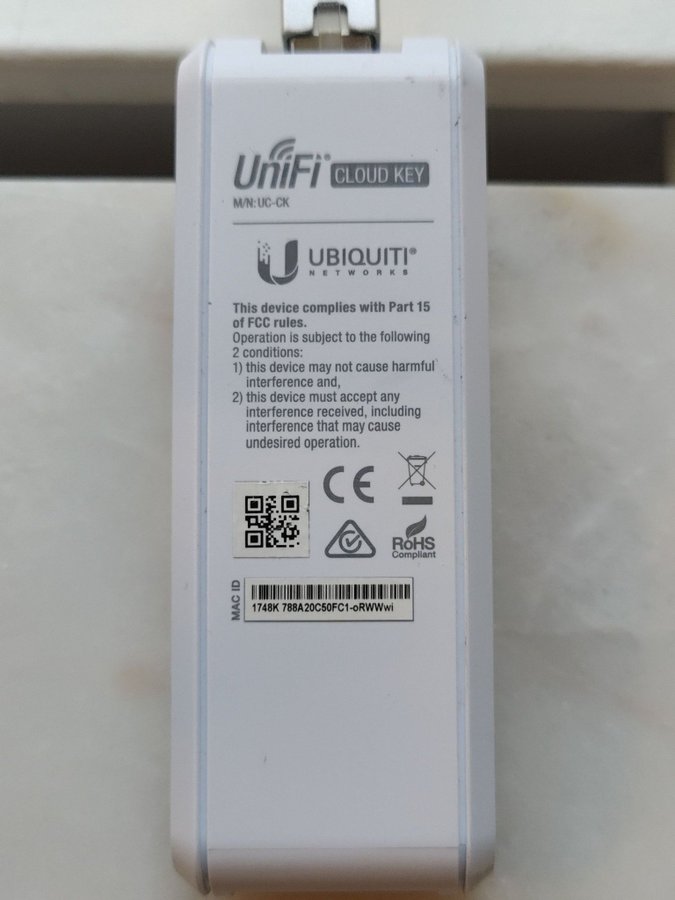 UniFi® CLOUD KEY
M/N: UC-CK
UBIQUITI®
NETWORKS
This device complies with Part 15
of FCC rules.
Operation is subject to the following
2 conditions:
1) this device may not cause harmful
interference and,
2) this device must accept any
interference received, including
interference that may cause
undesired operation.
CE
RoHS
Compliant
MAC ID
1748K 788A20C50FC1-oRWWwi